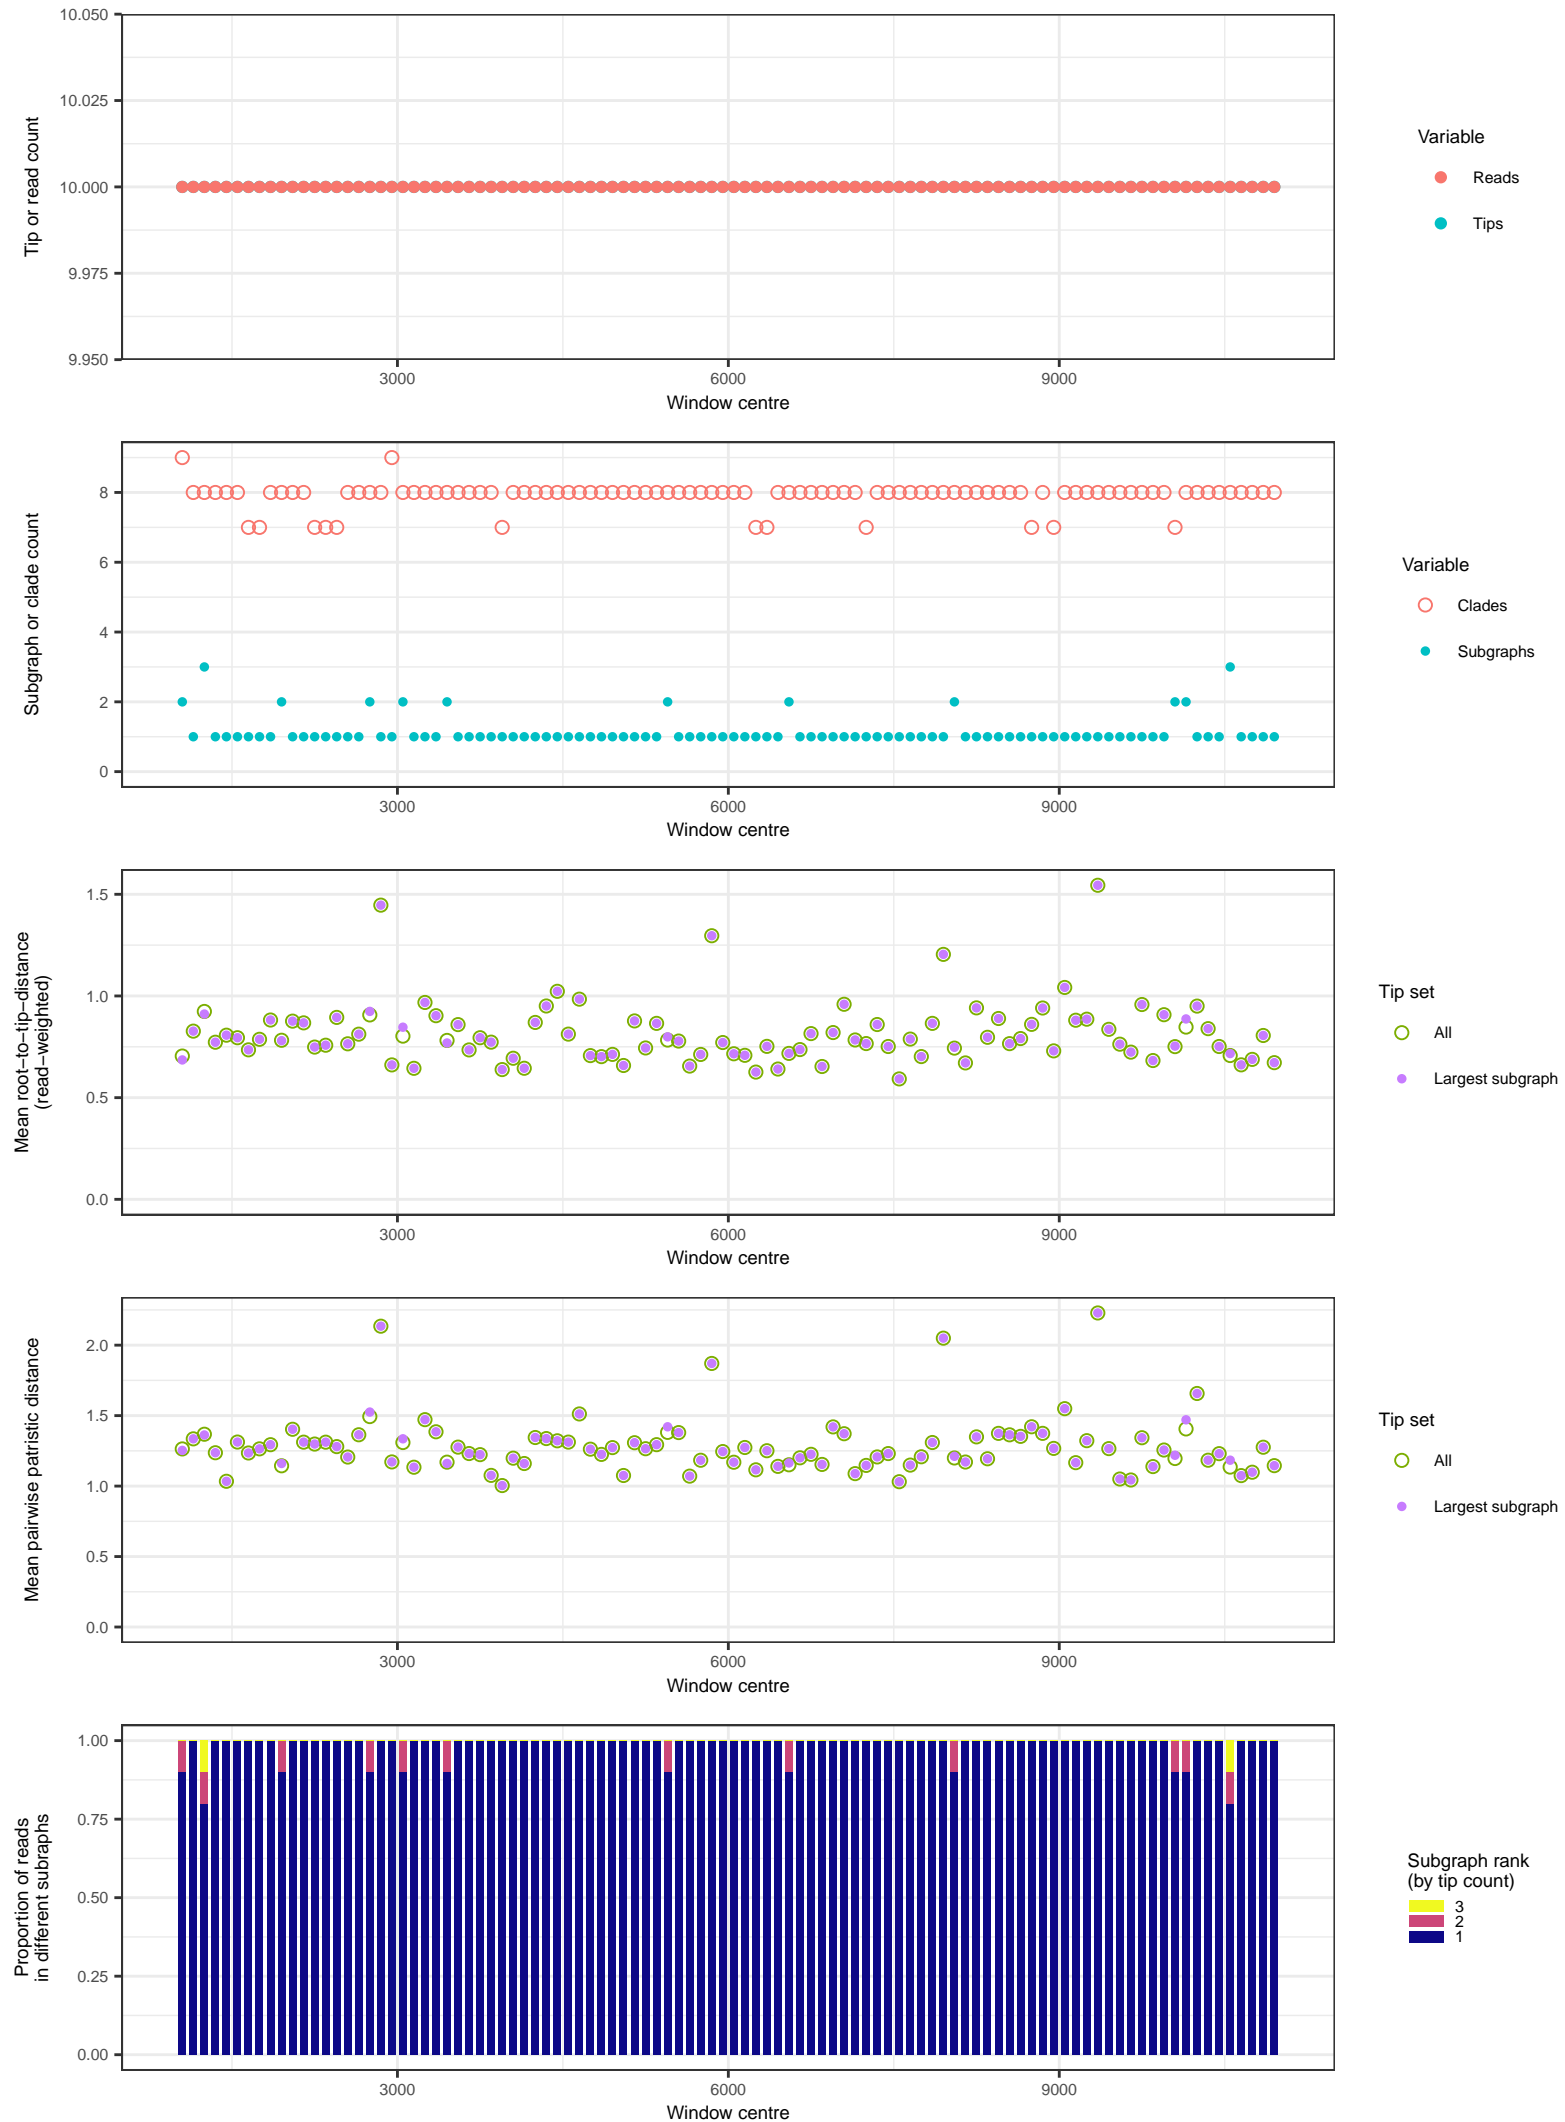 10.050
10.025
10.000
9.975
9.950
Tip or read count
3000
6000
9000
Window centre
Variable
Reads
Tips
8
6
4
2
0
Subgraph or clade count
3000
6000
9000
Window centre
Variable
Clades
Subgraphs
1.5
1.0
0.5
0.0
Mean root−to−tip−distance
(read−weighted)
3000
6000
9000
Window centre
Tip set
All
Largest subgraph
2.0
1.5
1.0
0.5
0.0
Mean pairwise patristic distance
3000
6000
9000
Window centre
Tip set
All
Largest subgraph
1.00
0.75
0.50
0.25
0.00
Proportion of reads
in different subraphs
3000
6000
9000
Window centre
Subgraph rank
(by tip count)
3
2
1